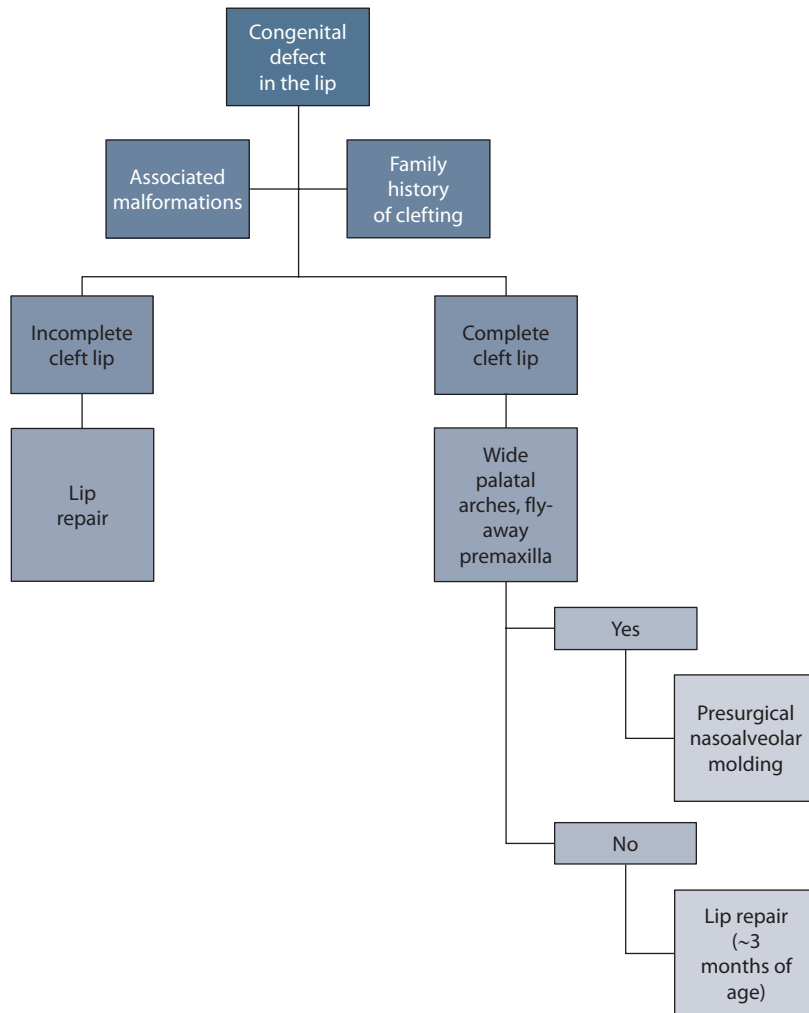 Congenital
defect
in the lip
Associated
malformations
Family
history
of clefting
Incomplete
cleft lip
Complete
cleft lip
Lip
repair
Wide
palatal
arches, fly-
away
premaxilla
Yes
Presurgical
nasoalveolar
molding
No
Lip repair
(~3
months of
age)